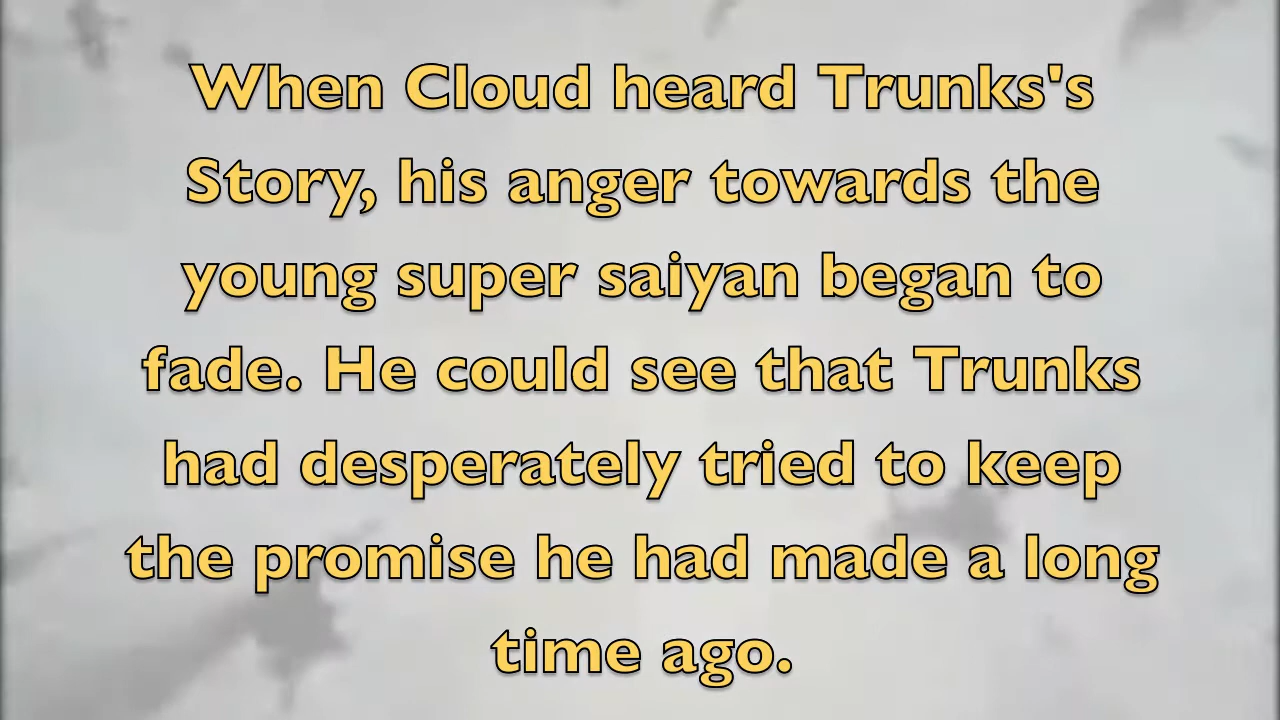 When Cloud heard Trunks's
Story, his anger towards the
young super saiyan began to
fade. He could see that Trunks
had desperately tried to keep
the promise he had made a long
time ago.